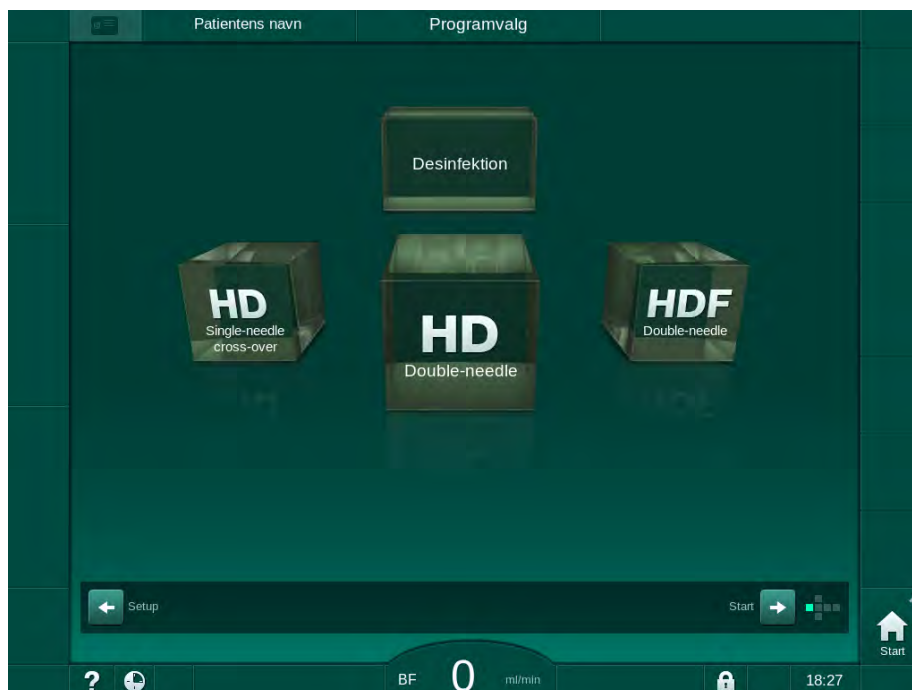 Patientens navn
Programvalg
Desinfektion
HD
Single-needle
cross-over
HD
Double-needle
HDF
Double-needle
Setup
Start
Start
?
BF
0
ml/min
18:27